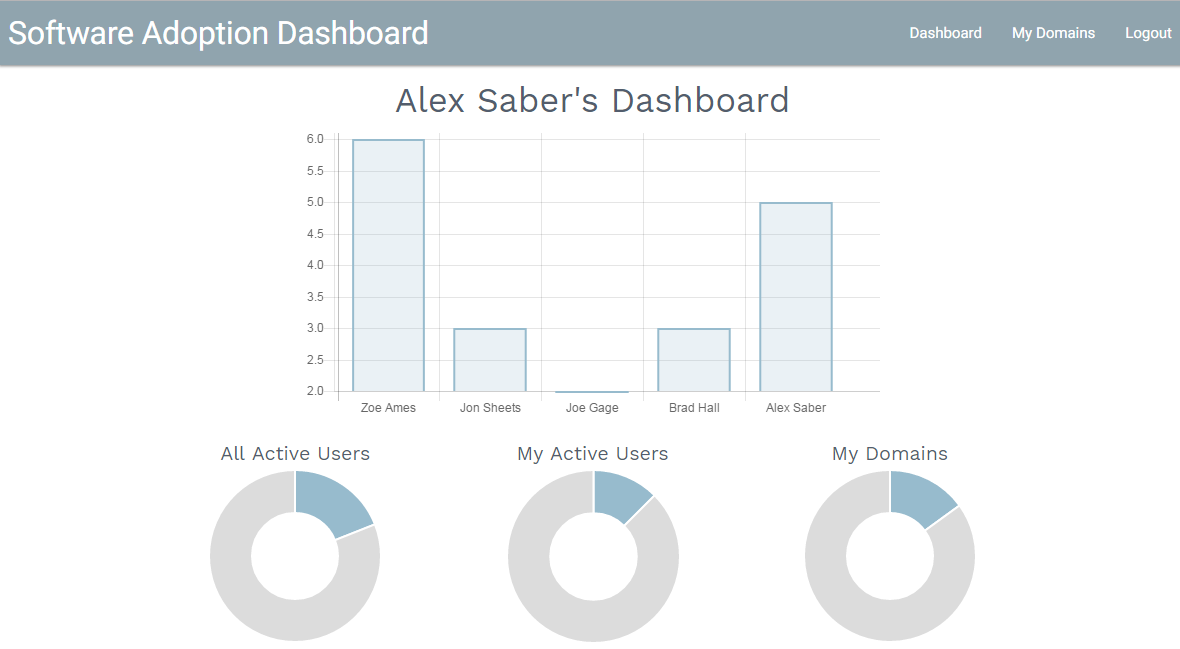 Software Adoption Dashboard
Dashboard My Domains Logout
Alex Saber's Dashboard
6.0
5.5
5.0
4.5
4.0
3.5
3.0
2.5
2.0
Zoe Ames Jon Sheets Joe Gage Brad Hall Alex Saber
All Active Users My Active Users My Domains